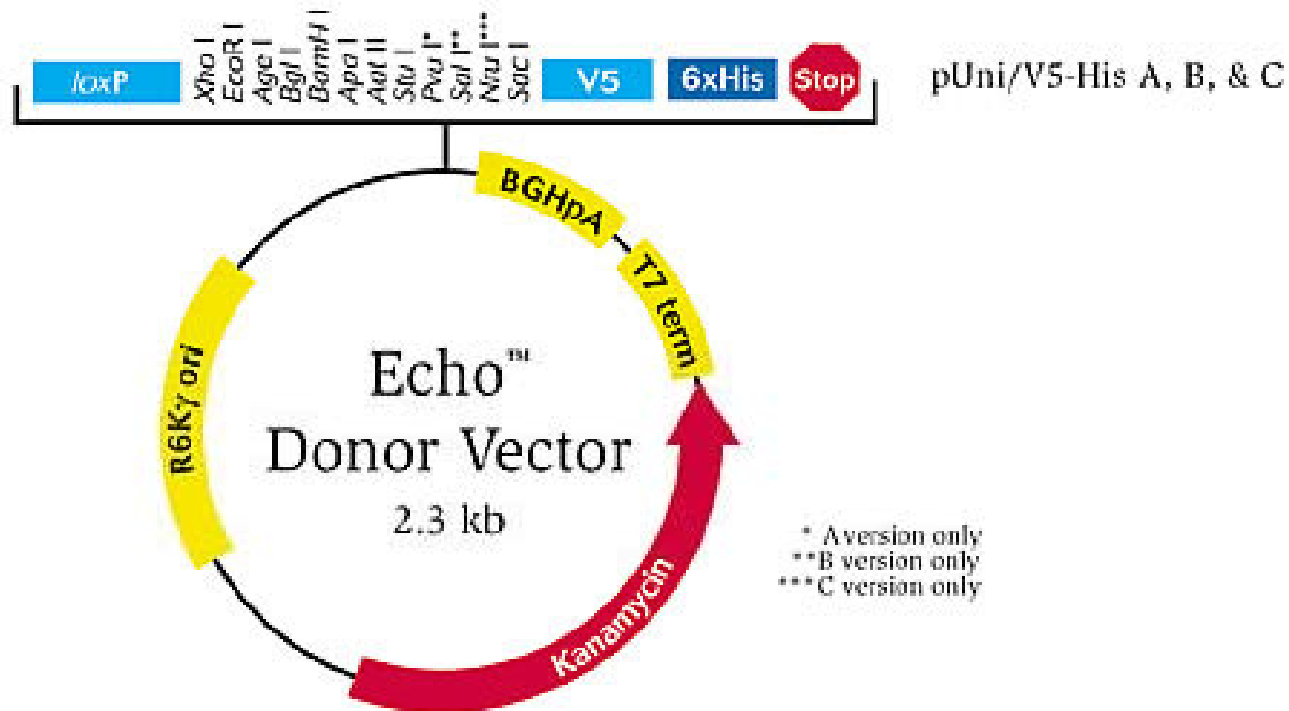 loxP
Xho I
EcoR I
Age I
Bgl I
BamH I
Apa I
Aat II
Stu I
Pvu I*
Sal I**
Nru I***
Sac I
V5
6xHis
Stop
pUni/V5-His A, B, & C
BGHpA
T7 term
R6Kγ ori
Echo™
Donor Vector
2.3 kb
Kanamycin
* A version only
**B version only
***C version only